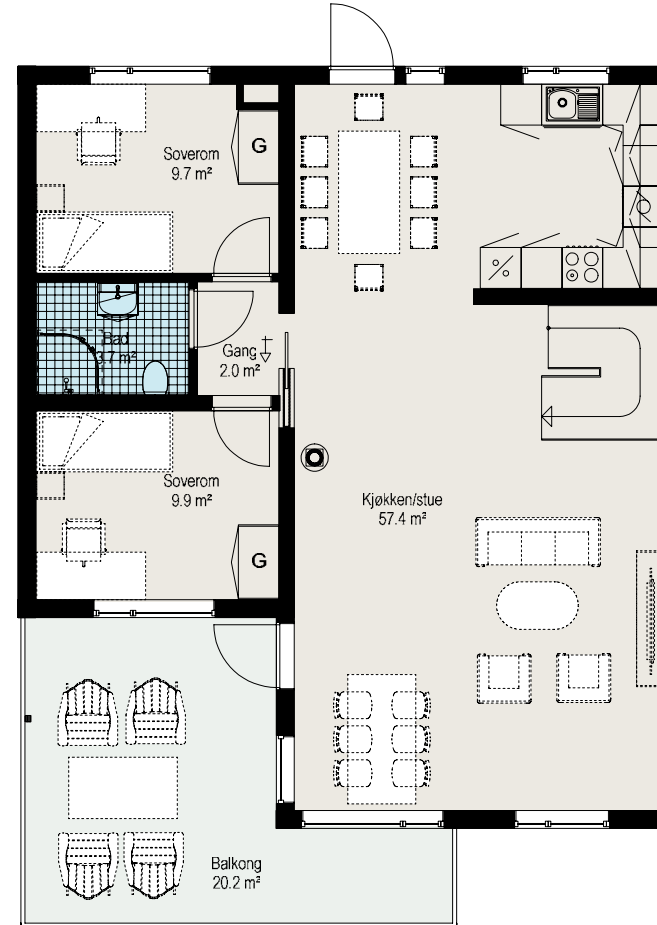 Soverom
9.7 m²
G
Bad
3.7 m²
Gang
2.0 m²
Soverom
9.9 m²
G
Kjøkken/stue
57.4 m²
Balkong
20.2 m²